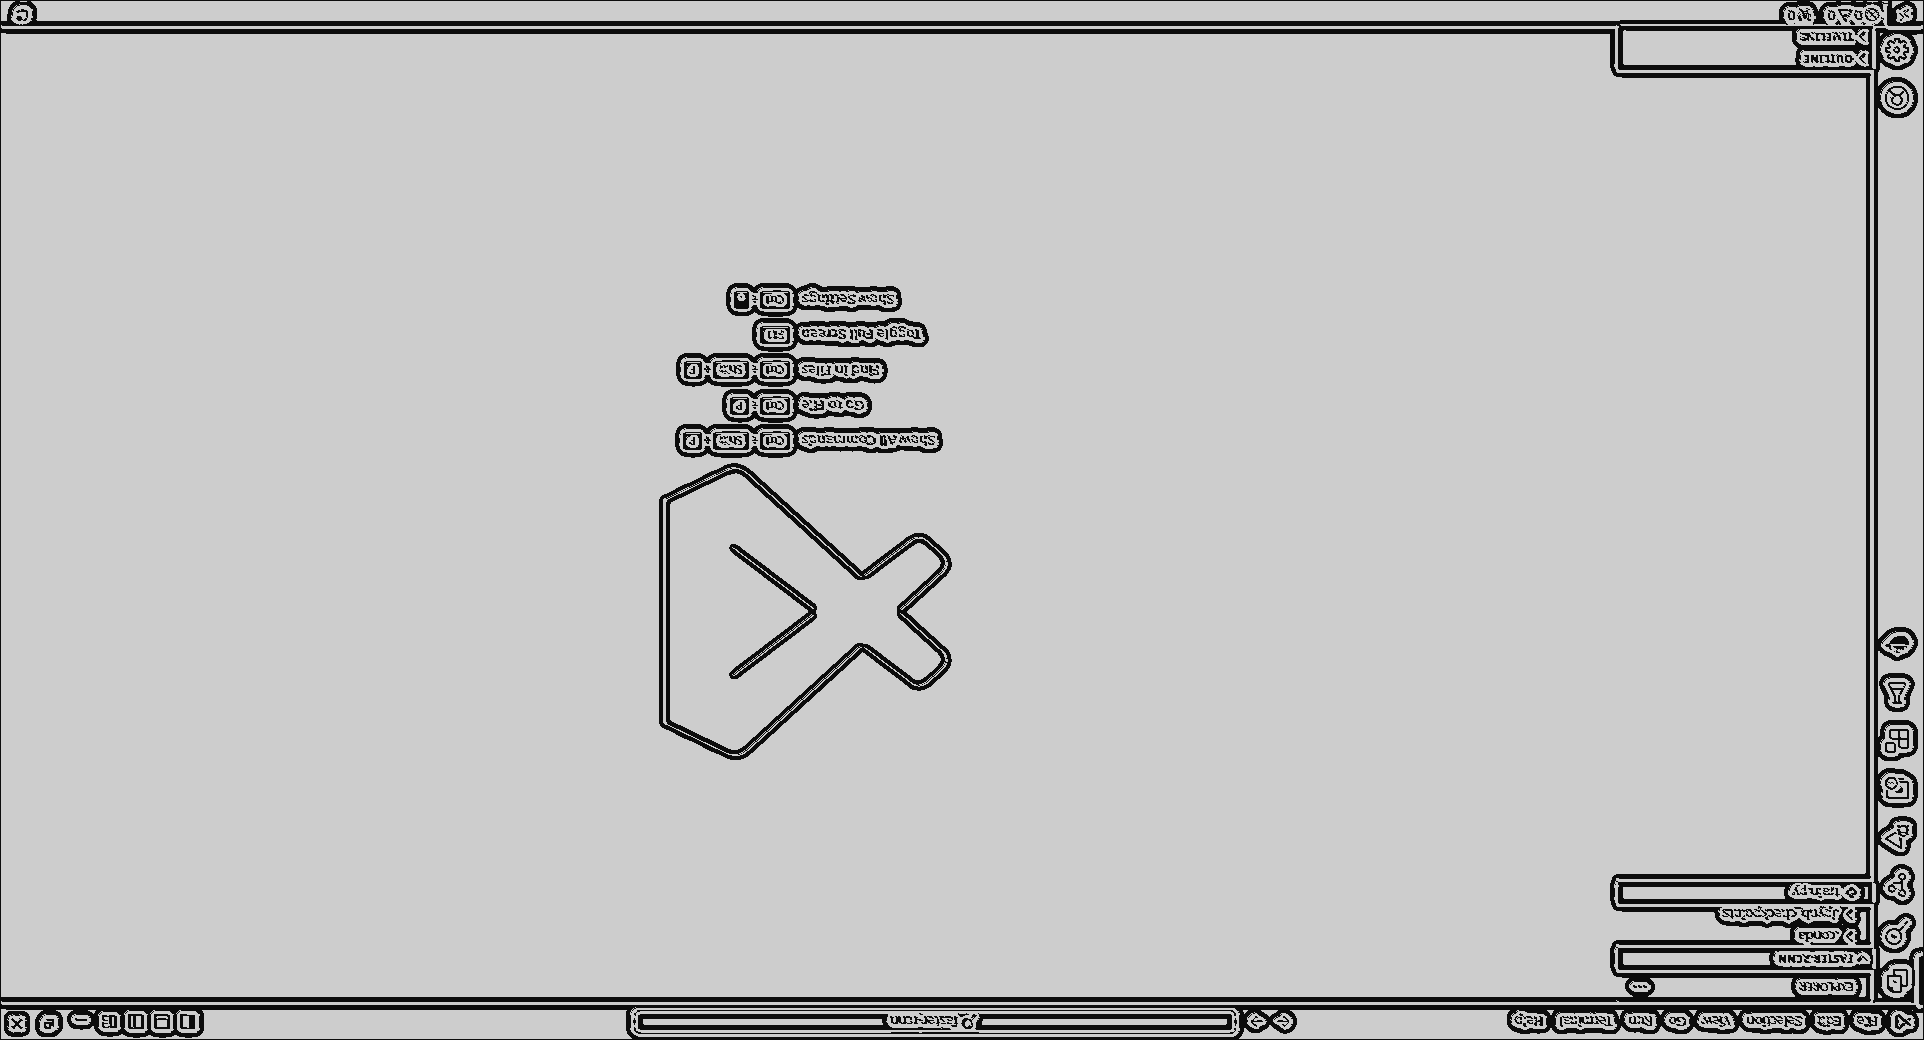 File Edit Selection View Go Run Terminal Help
faster-rcnn
EXPLORER
FASTER-RCNN
.conda
.ipynb_checkpoints
train.py
Show All Commands Ctrl + Shift + P
Go to File Ctrl + P
Find in Files Ctrl + Shift + F
Toggle Full Screen F11
Show Settings Ctrl + ,
OUTLINE
TIMELINE
0 0 0